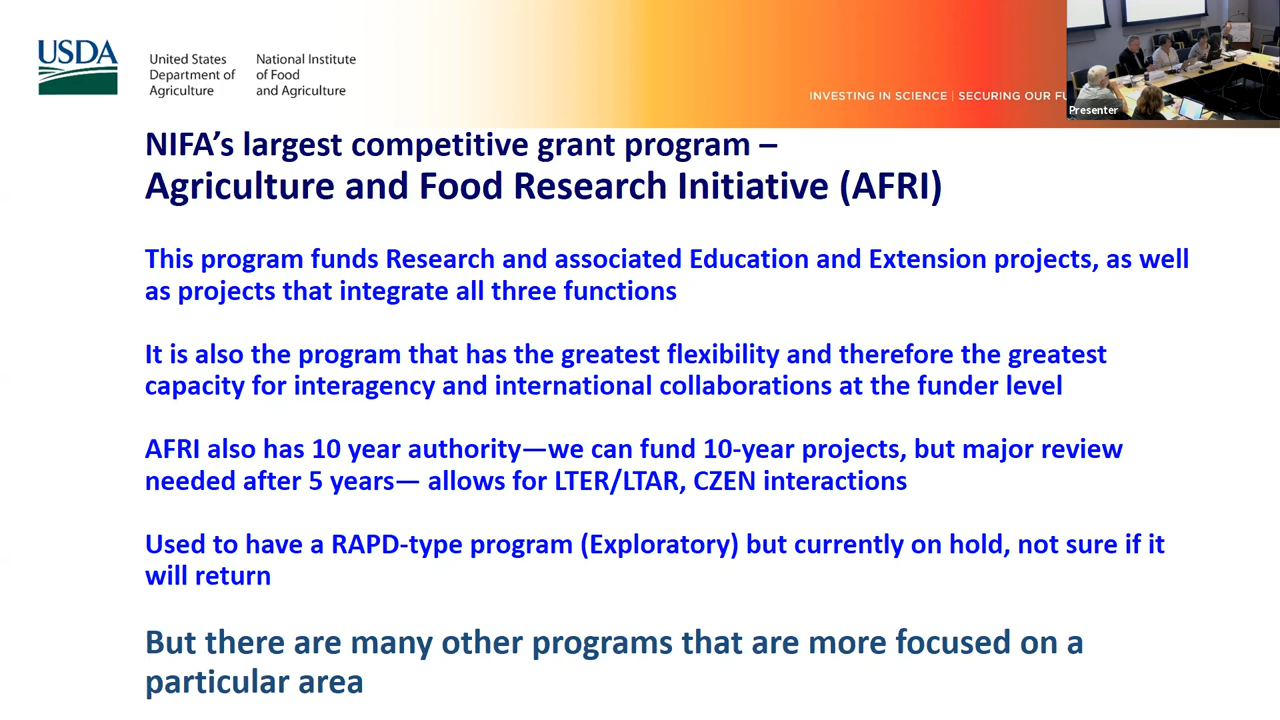 USDA
United States
Department of
Agriculture
National Institute
of Food
and Agriculture
INVESTING IN SCIENCE | SECURING OUR
Presenter
NIFA's largest competitive grant program –
Agriculture and Food Research Initiative (AFRI)
This program funds Research and associated Education and Extension projects, as well
as projects that integrate all three functions
It is also the program that has the greatest flexibility and therefore the greatest
capacity for interagency and international collaborations at the funder level
AFRI also has 10 year authority—we can fund 10-year projects, but major review
needed after 5 years— allows for LTER/LTAR, CZEN interactions
Used to have a RAPD-type program (Exploratory) but currently on hold, not sure if it
will return
But there are many other programs that are more focused on a
particular area